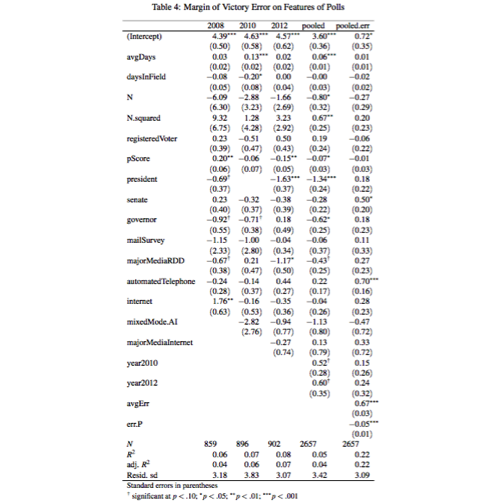 Table 4: Margin of Victory Error on Features of Polls
2008 2010 2012 pooled pooled.err
(Intercept) 4.39*** 4.63*** 4.57*** 3.60*** 0.72*
(0.50) (0.58) (0.62) (0.36) (0.35)
avgDays 0.03 0.13*** 0.02 0.06*** 0.01
(0.02) (0.02) (0.02) (0.01) (0.01)
daysInField −0.08 −0.20* 0.00 −0.00 −0.02
(0.05) (0.08) (0.04) (0.03) (0.02)
N −6.09 −2.88 −1.66 −0.80* −0.27
(6.30) (3.23) (2.69) (0.32) (0.29)
N.squared 9.32 1.28 3.23 0.67** 0.20
(6.75) (4.28) (2.92) (0.25) (0.23)
registeredVoter 0.23 −0.51 0.50 0.19 −0.06
(0.39) (0.47) (0.43) (0.24) (0.22)
pScore 0.20** −0.06 −0.15** −0.07* −0.01
(0.06) (0.07) (0.05) (0.03) (0.03)
president −0.69† −1.63*** −1.34*** 0.18
(0.37) (0.37) (0.24) (0.22)
senate 0.23 −0.32 −0.38 −0.28 0.50*
(0.40) (0.37) (0.39) (0.22) (0.20)
governor −0.92† −0.71† 0.18 −0.62* 0.18
(0.55) (0.38) (0.49) (0.25) (0.23)
mailSurvey −1.15 −1.00 −0.04 −0.06 0.11
(2.33) (2.80) (0.34) (0.37) (0.33)
majorMediaRDD −0.67† 0.21 −1.17* −0.43† 0.27
(0.38) (0.47) (0.50) (0.25) (0.23)
automatedTelephone −0.24 −0.14 0.44 0.22 0.70***
(0.28) (0.37) (0.27) (0.17) (0.16)
internet 1.76** −0.16 −0.35 −0.04 0.28
(0.63) (0.53) (0.36) (0.26) (0.23)
mixedMode.AI −2.82 −0.94 −1.13 −0.47
(2.76) (0.77) (0.80) (0.72)
majorMediaInternet −0.27 0.13 0.33
(0.74) (0.79) (0.72)
year2010 0.52† 0.15
(0.28) (0.26)
year2012 0.60† 0.24
(0.35) (0.32)
avgErr 0.67***
(0.03)
err.P −0.05***
(0.01)
N 859 896 902 2657 2657
R² 0.06 0.07 0.08 0.05 0.22
adj. R² 0.04 0.06 0.07 0.04 0.22
Resid. sd 3.18 3.83 3.07 3.42 3.09
Standard errors in parentheses
† significant at p < .10; *p < .05; **p < .01; ***p < .001